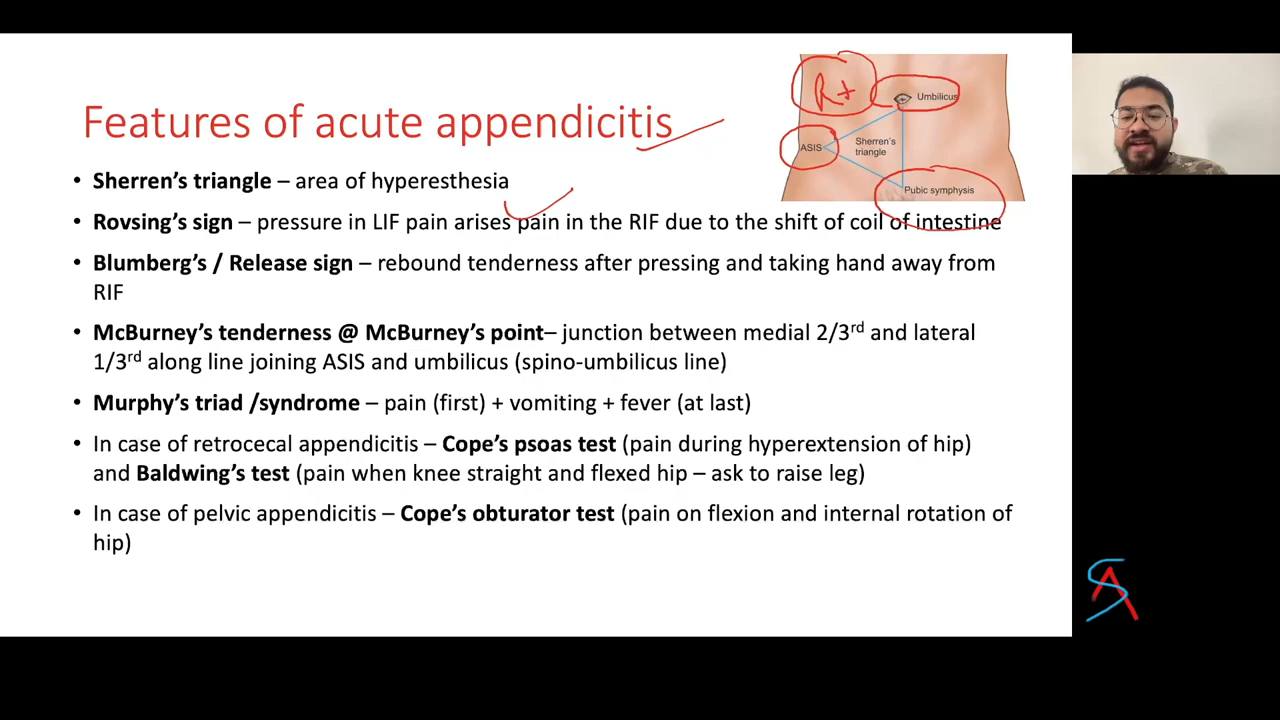 Features of acute appendicitis
R+
Umbilicus
ASIS
Sherren's
triangle
Pubic symphysis
• Sherren's triangle – area of hyperesthesia
• Rovsing's sign – pressure in LIF pain arises pain in the RIF due to the shift of coil of intestine
• Blumberg's / Release sign – rebound tenderness after pressing and taking hand away from
RIF
• McBurney's tenderness @ McBurney's point– junction between medial 2/3rd and lateral
1/3rd along line joining ASIS and umbilicus (spino-umbilicus line)
• Murphy's triad /syndrome – pain (first) + vomiting + fever (at last)
• In case of retrocecal appendicitis – Cope's psoas test (pain during hyperextension of hip)
and Baldwing's test (pain when knee straight and flexed hip – ask to raise leg)
• In case of pelvic appendicitis – Cope's obturator test (pain on flexion and internal rotation of
hip)
SA